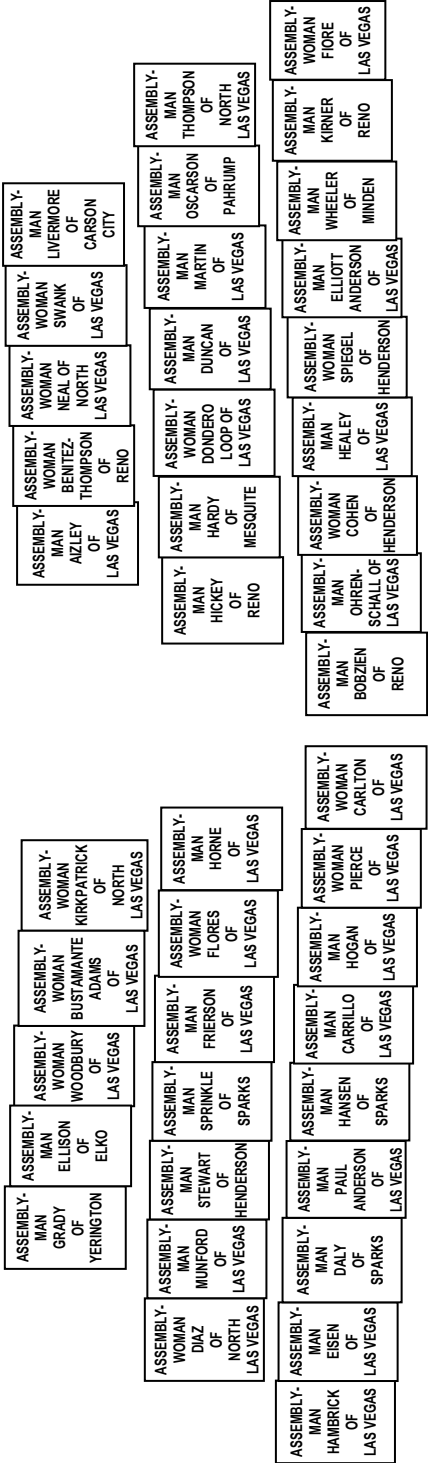 ASSEMBLY-
MAN
GRADY
OF
YERINGTON
ASSEMBLY-
MAN
ELLISON
OF
ELKO
ASSEMBLY-
WOMAN
WOODBURY
OF
LAS VEGAS
ASSEMBLY-
WOMAN
BUSTAMANTE
ADAMS
OF
LAS VEGAS
ASSEMBLY-
WOMAN
KIRKPATRICK
OF
NORTH
LAS VEGAS
ASSEMBLY-
MAN
AIZLEY
OF
LAS VEGAS
ASSEMBLY-
WOMAN
BENITEZ-
THOMPSON
OF
RENO
ASSEMBLY-
WOMAN
NEAL OF
NORTH
LAS VEGAS
ASSEMBLY-
WOMAN
SWANK
OF
LAS VEGAS
ASSEMBLY-
MAN
LIVERMORE
OF
CARSON
CITY
ASSEMBLY-
WOMAN
DIAZ
OF
NORTH
LAS VEGAS
ASSEMBLY-
MAN
MUNFORD
OF
LAS VEGAS
ASSEMBLY-
MAN
STEWART
OF
HENDERSON
ASSEMBLY-
MAN
SPRINKLE
OF
SPARKS
ASSEMBLY-
MAN
FRIERSON
OF
LAS VEGAS
ASSEMBLY-
WOMAN
FLORES
OF
LAS VEGAS
ASSEMBLY-
MAN
HORNE
OF
LAS VEGAS
ASSEMBLY-
MAN
HICKEY
OF
RENO
ASSEMBLY-
MAN
HARDY
OF
MESQUITE
ASSEMBLY-
WOMAN
DONDERO
LOOP OF
LAS VEGAS
ASSEMBLY-
MAN
DUNCAN
OF
LAS VEGAS
ASSEMBLY-
MAN
MARTIN
OF
LAS VEGAS
ASSEMBLY-
MAN
OSCARSON
OF
PAHRUMP
ASSEMBLY-
MAN
THOMPSON
OF
NORTH
LAS VEGAS
ASSEMBLY-
MAN
HAMBRICK
OF
LAS VEGAS
ASSEMBLY-
MAN
EISEN
OF
LAS VEGAS
ASSEMBLY-
MAN
DALY
OF
SPARKS
ASSEMBLY-
MAN
PAUL
ANDERSON
OF
LAS VEGAS
ASSEMBLY-
MAN
HANSEN
OF
SPARKS
ASSEMBLY-
MAN
CARRILLO
OF
LAS VEGAS
ASSEMBLY-
MAN
HOGAN
OF
LAS VEGAS
ASSEMBLY-
WOMAN
PIERCE
OF
LAS VEGAS
ASSEMBLY-
WOMAN
CARLTON
OF
LAS VEGAS
ASSEMBLY-
MAN
BOBZIEN
OF
RENO
ASSEMBLY-
MAN
OHREN-
SCHALL OF
LAS VEGAS
ASSEMBLY-
WOMAN
COHEN
OF
HENDERSON
ASSEMBLY-
MAN
HEALEY
OF
LAS VEGAS
ASSEMBLY-
WOMAN
SPIEGEL
OF
HENDERSON
ASSEMBLY-
MAN
ELLIOTT
ANDERSON
OF
LAS VEGAS
ASSEMBLY-
MAN
WHEELER
OF
MINDEN
ASSEMBLY-
MAN
KIRNER
OF
RENO
ASSEMBLY-
WOMAN
FIORE
OF
LAS VEGAS